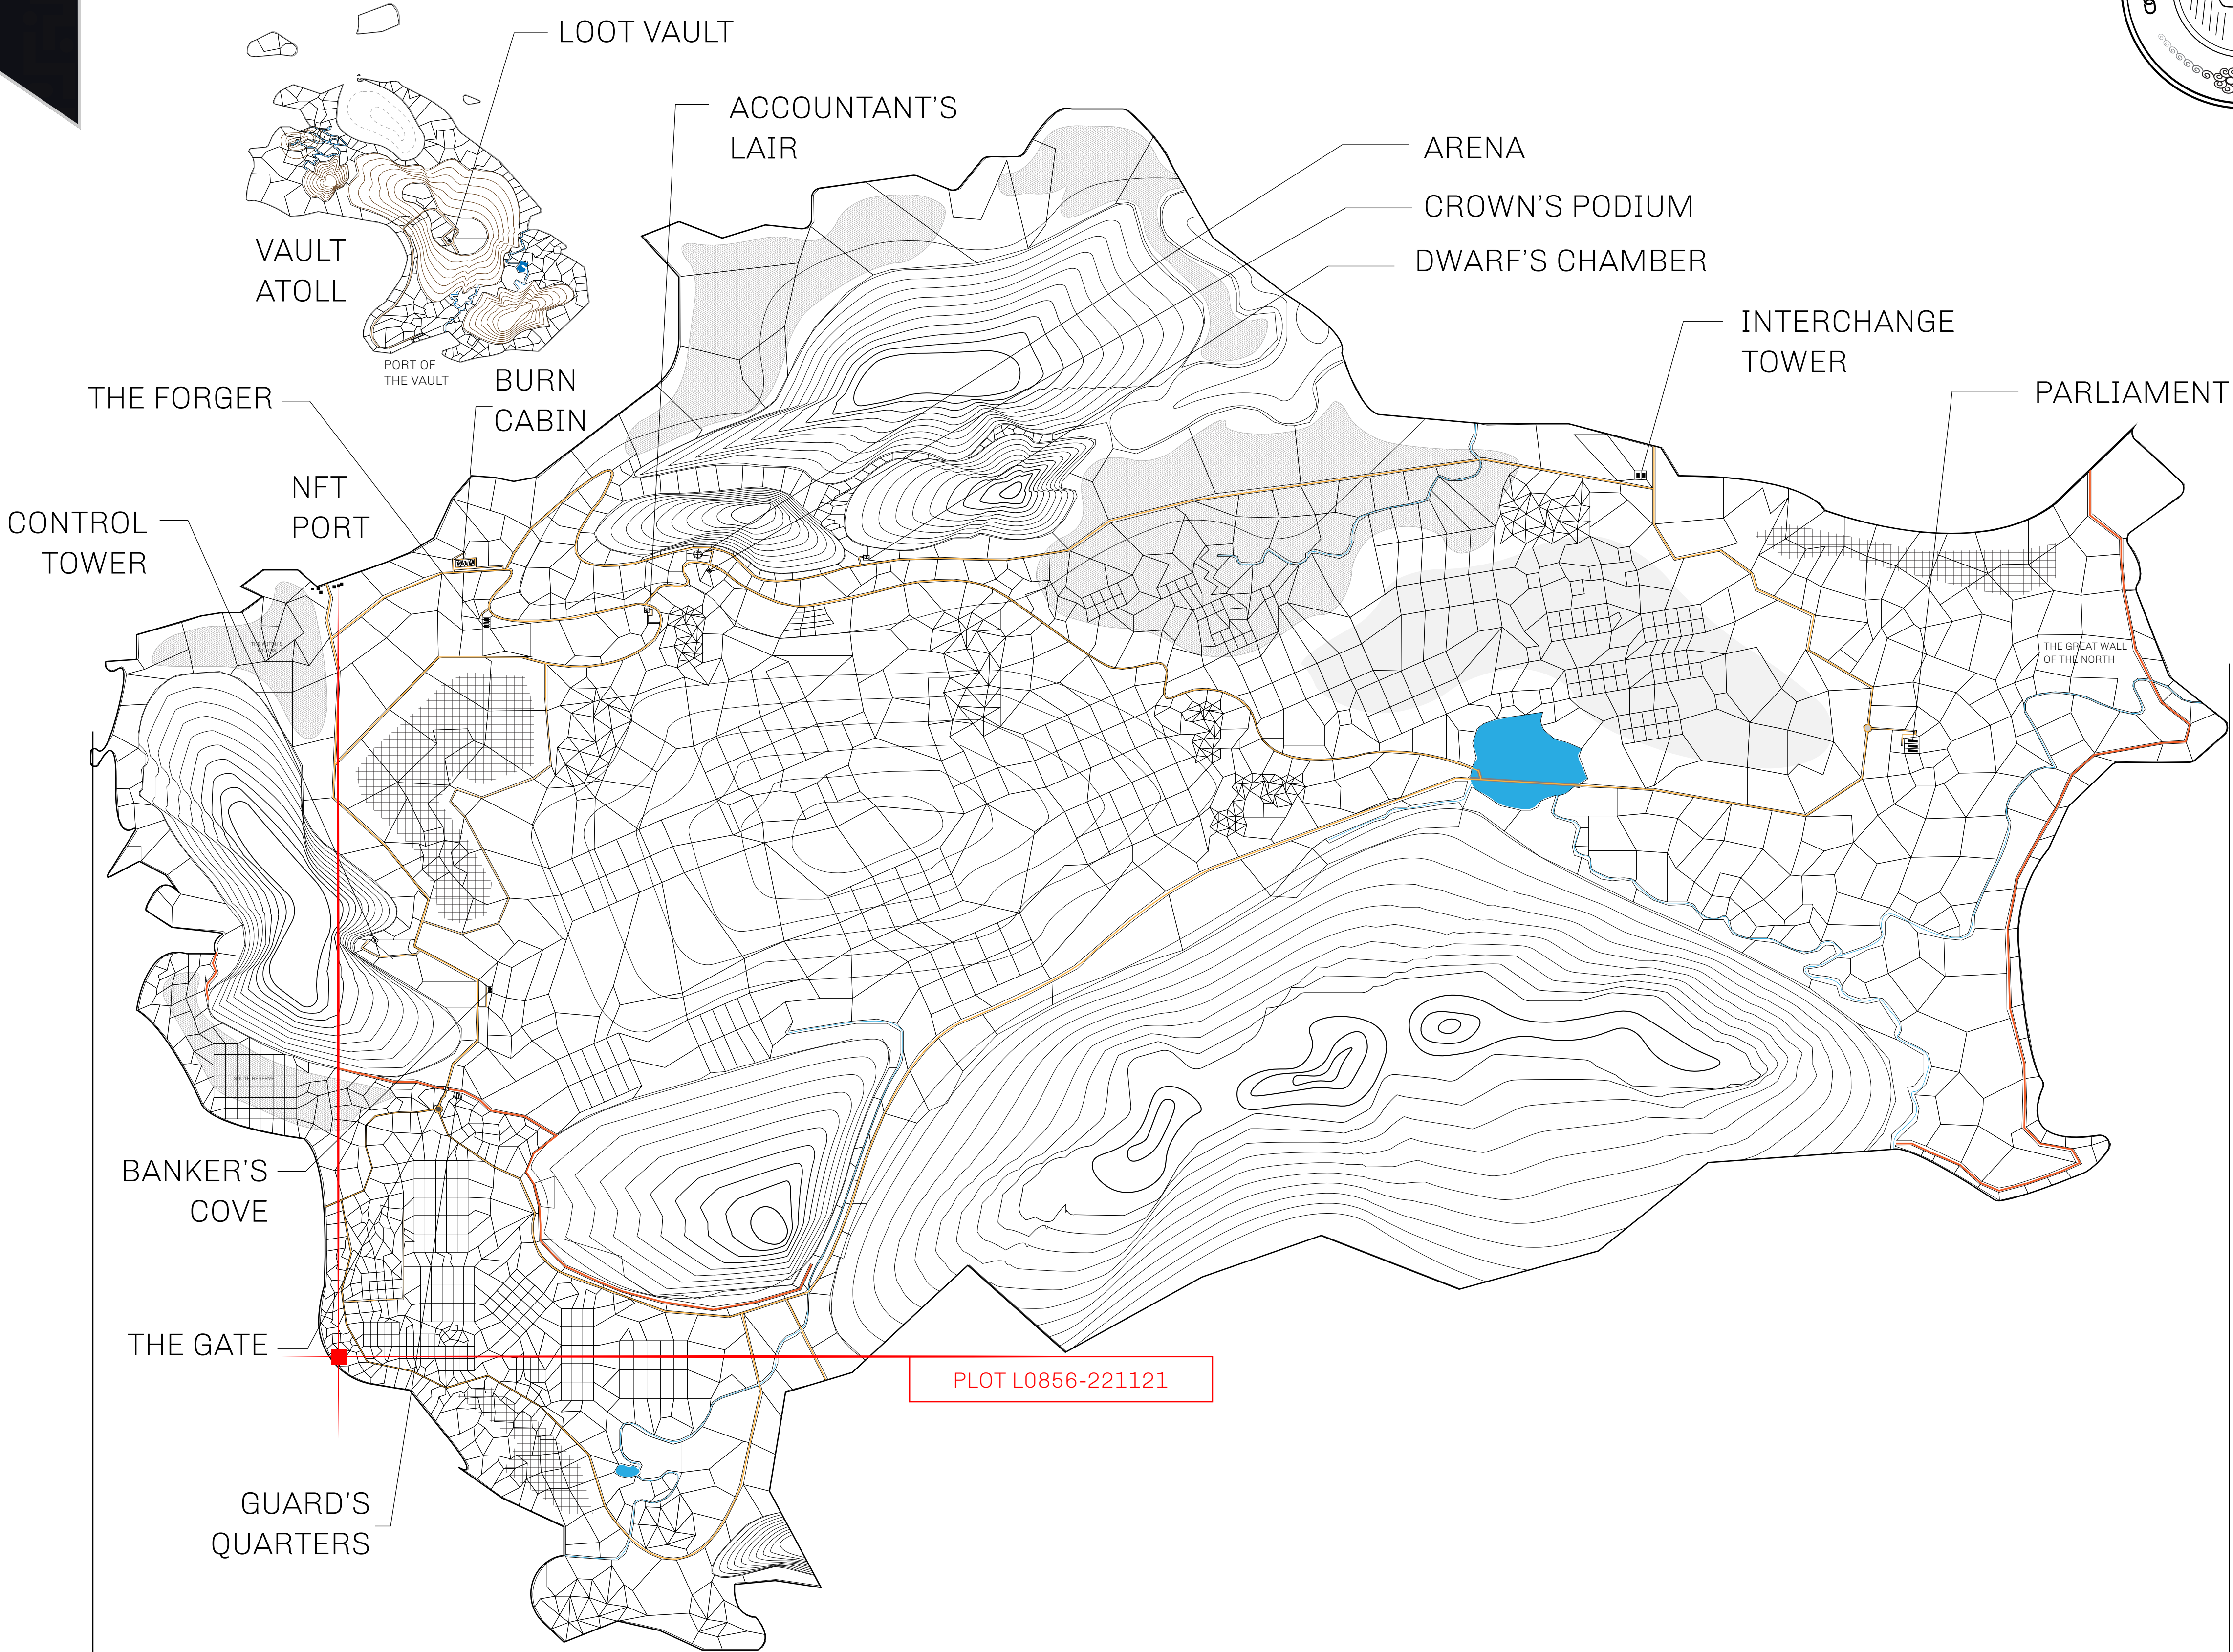 LOOT VAULT
ACCOUNTANT'S
LAIR
ARENA
CROWN'S PODIUM
DWARF'S CHAMBER
VAULT
ATOLL
INTERCHANGE
TOWER
PORT OF
THE VAULT
BURN
CABIN
THE FORGER
PARLIAMENT
NFT
PORT
CONTROL
TOWER
THE GREAT WALL
OF THE NORTH
SOUTH RESERVE
BANKER'S
COVE
THE GATE
PLOT L0856-221121
GUARD'S
QUARTERS